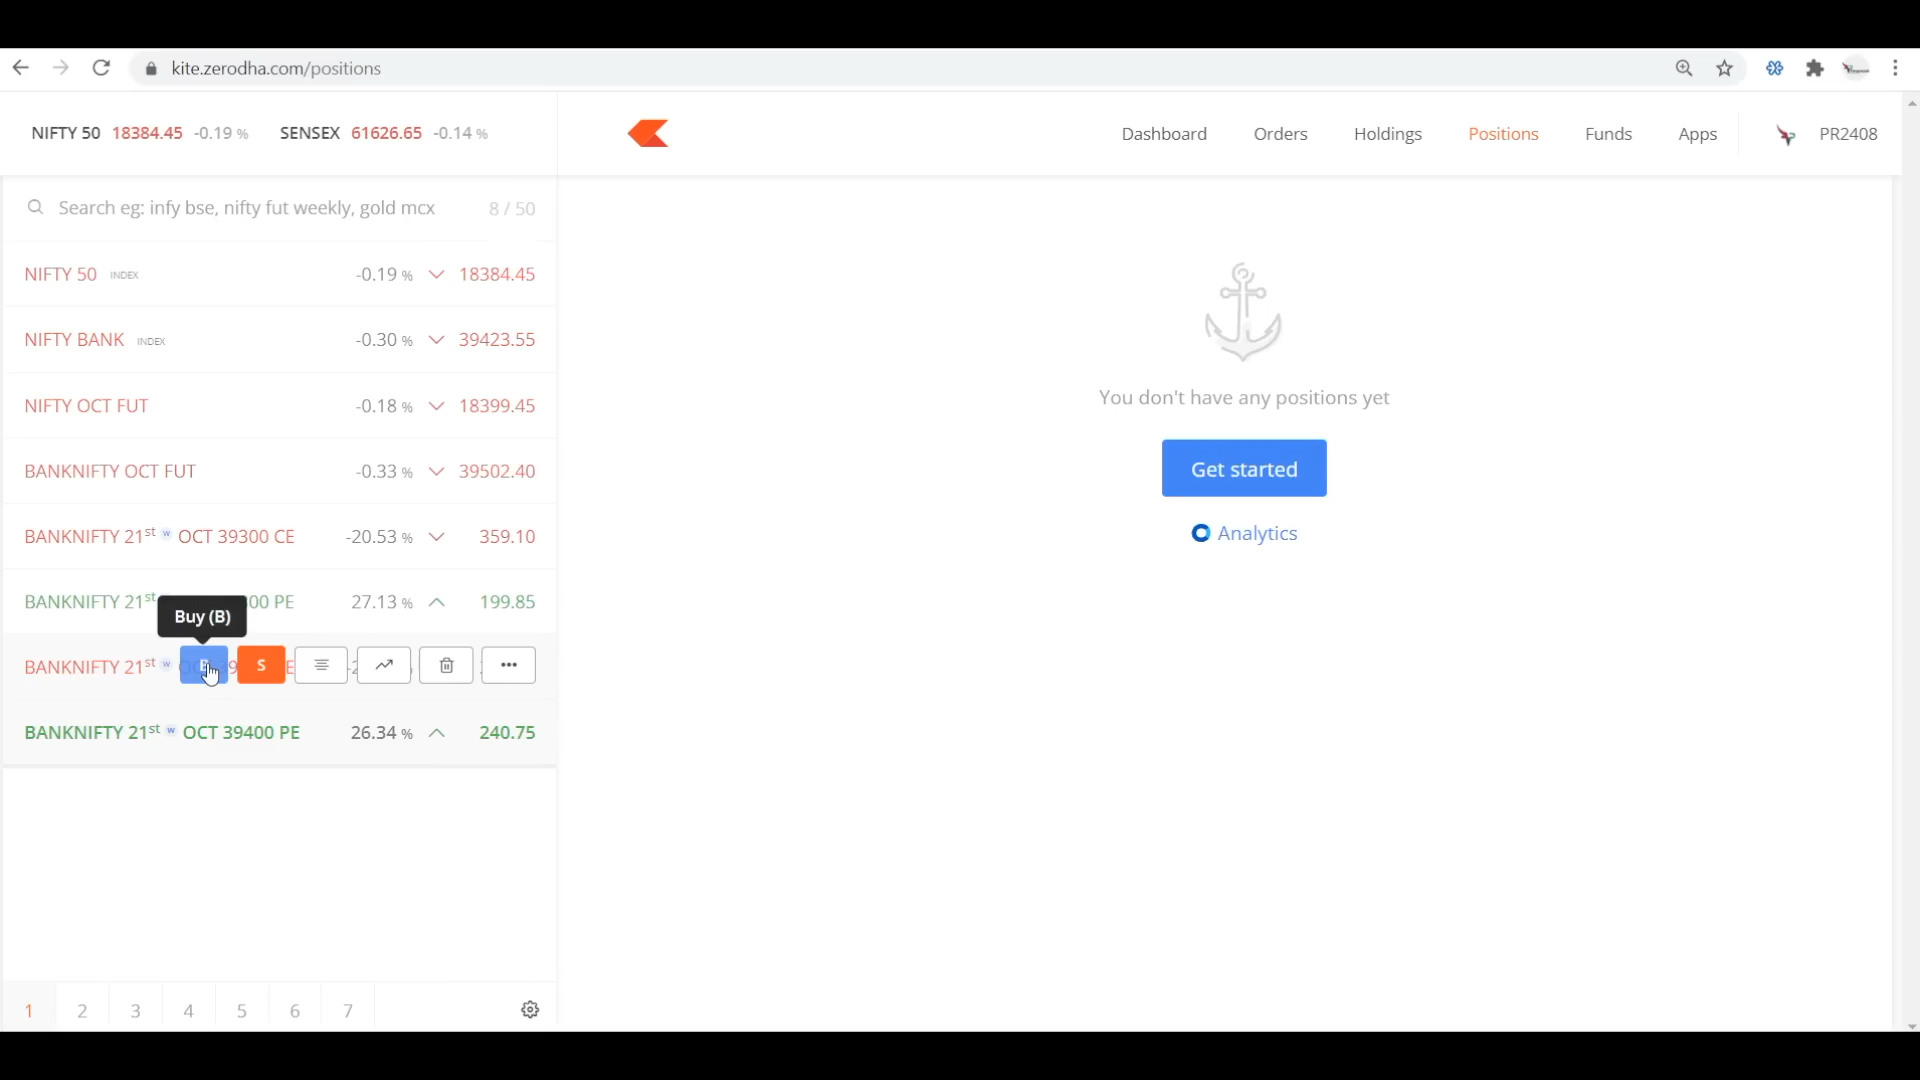 kite.zerodha.com/positions
NIFTY 50 18384.45 -0.19 % SENSEX 61626.65 -0.14 %
Dashboard Orders Holdings Positions Funds Apps PR2408
Search eg: infy bse, nifty fut weekly, gold mcx 8 / 50
NIFTY 50 INDEX -0.19 % 18384.45
NIFTY BANK INDEX -0.30 % 39423.55
NIFTY OCT FUT -0.18 % 18399.45
BANKNIFTY OCT FUT -0.33 % 39502.40
BANKNIFTY 21st w OCT 39300 CE -20.53 % 359.10
BANKNIFTY 21st 00 PE 27.13 % 199.85
Buy (B)
BANKNIFTY 21st w S
BANKNIFTY 21st w OCT 39400 PE 26.34 % 240.75
1 2 3 4 5 6 7
You don't have any positions yet
Get started
Analytics